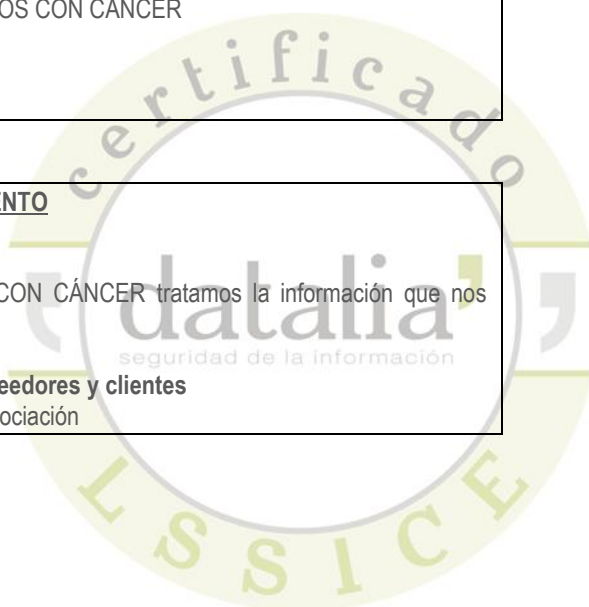 OS CON CÁNCER
certificado
ENTO
CON CÁNCER tratamos la información que nos
datalia
seguridad de la información
eedores y clientes
ociación
LSSICE